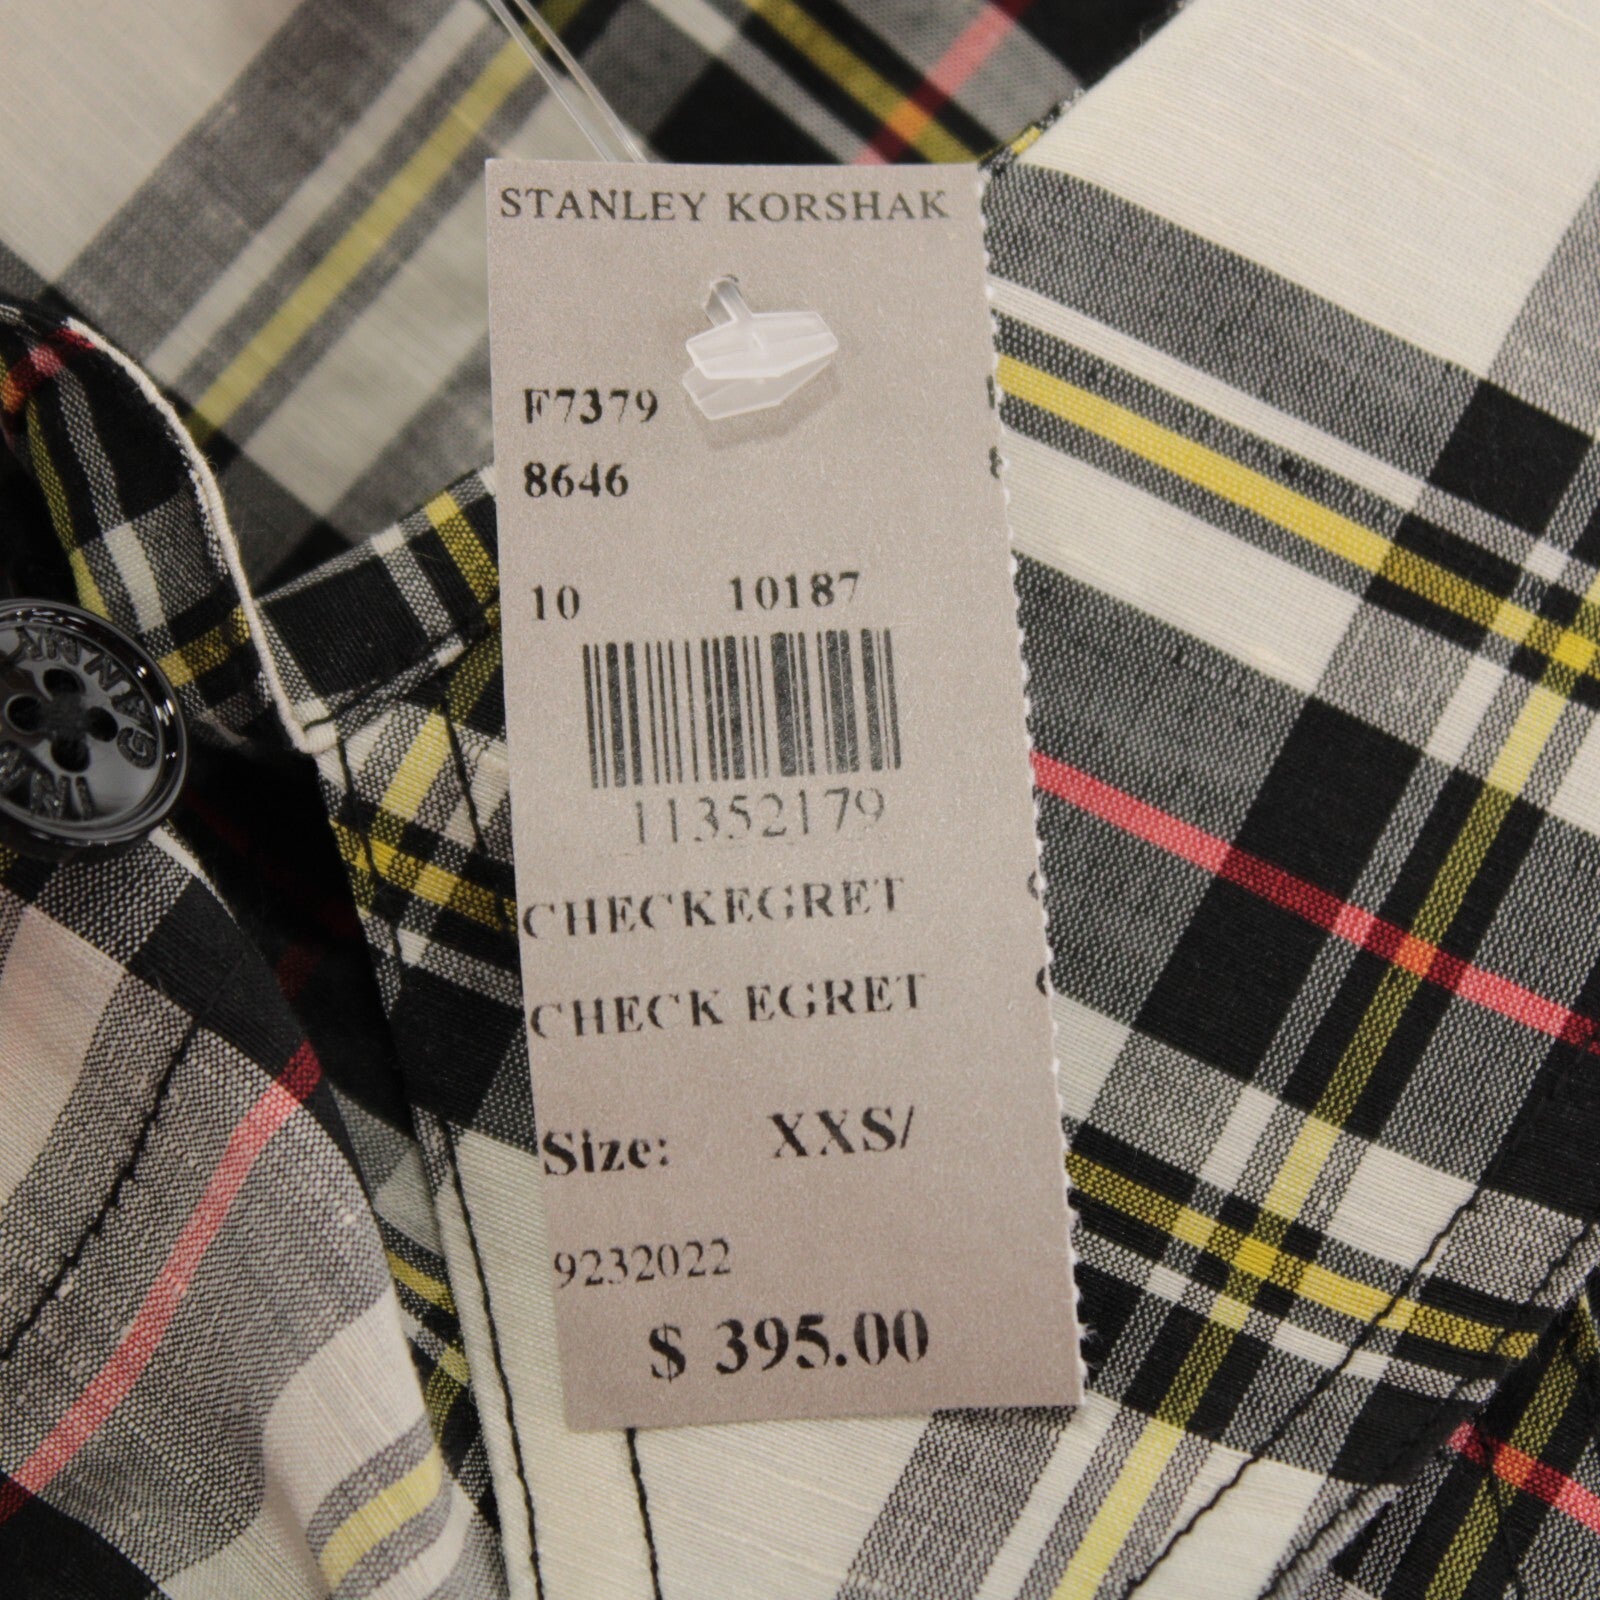 STANLEY KORSHAK
F7379
8646
10 10187
11352179
CHECKEGRET
CHECK EGRET
Size: XXS/
9232022
$ 395.00